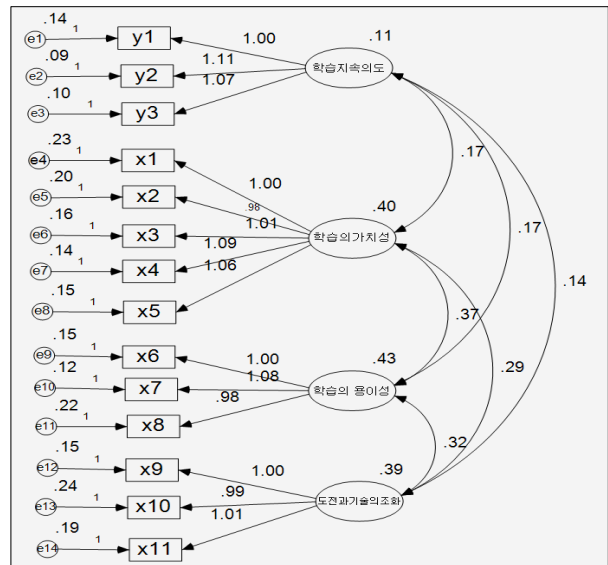 .14
e1
1
y1
1.00
.11
.09
e2
1
y2
1.11
학습지속의도
.10
e3
1
y3
1.07
.23
e4
1
x1
1.00
.17
.20
e5
1
x2
.98
.40
.16
e6
1
x3
1.01
학습의가치성
.17
.14
e7
1
x4
1.09
.14
.15
e8
1
x5
1.06
.37
.15
e9
1
x6
1.00
.43
.29
.12
e10
1
x7
1.08
학습의 용이성
.22
e11
1
x8
.98
.32
.15
e12
1
x9
1.00
.39
.24
e13
1
x10
.99
도전과기술의조화
.19
e14
1
x11
1.01